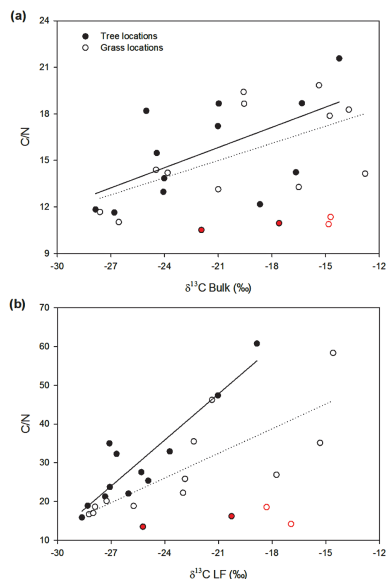 (a)
24
Tree locations
Grass locations
21
18
C/N
15
12
9
-30 -27 -24 -21 -18 -15 -12
δ¹³C Bulk (‰)
(b)
70
60
50
C/N
40
30
20
10
0
-30 -27 -24 -21 -18 -15 -12
δ¹³C LF (‰)